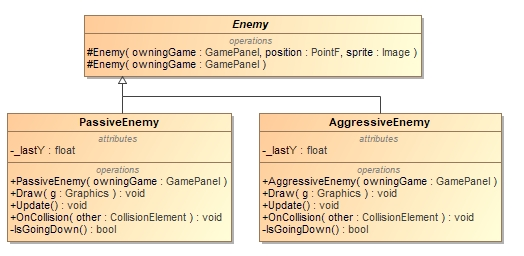 Enemy
operations
#Enemy( owningGame : GamePanel, position : PointF, sprite : Image )
#Enemy( owningGame : GamePanel )
PassiveEnemy
attributes
-_lastY : float
operations
+PassiveEnemy( owningGame : GamePanel )
+Draw( g : Graphics ) : void
+Update() : void
+OnCollision( other : CollisionElement ) : void
-IsGoingDown() : bool
AggressiveEnemy
attributes
-_lastY : float
operations
+AggressiveEnemy( owningGame : GamePanel )
+Draw( g : Graphics ) : void
+Update() : void
+OnCollision( other : CollisionElement ) : void
-IsGoingDown() : bool